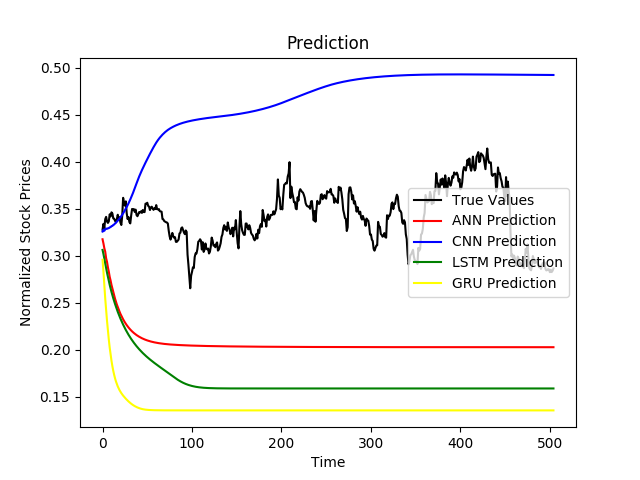 Prediction
Normalized Stock Prices
0.50
0.45
0.40
0.35
0.30
0.25
0.20
0.15
True Values
ANN Prediction
CNN Prediction
LSTM Prediction
GRU Prediction
0
100
200
300
400
500
Time